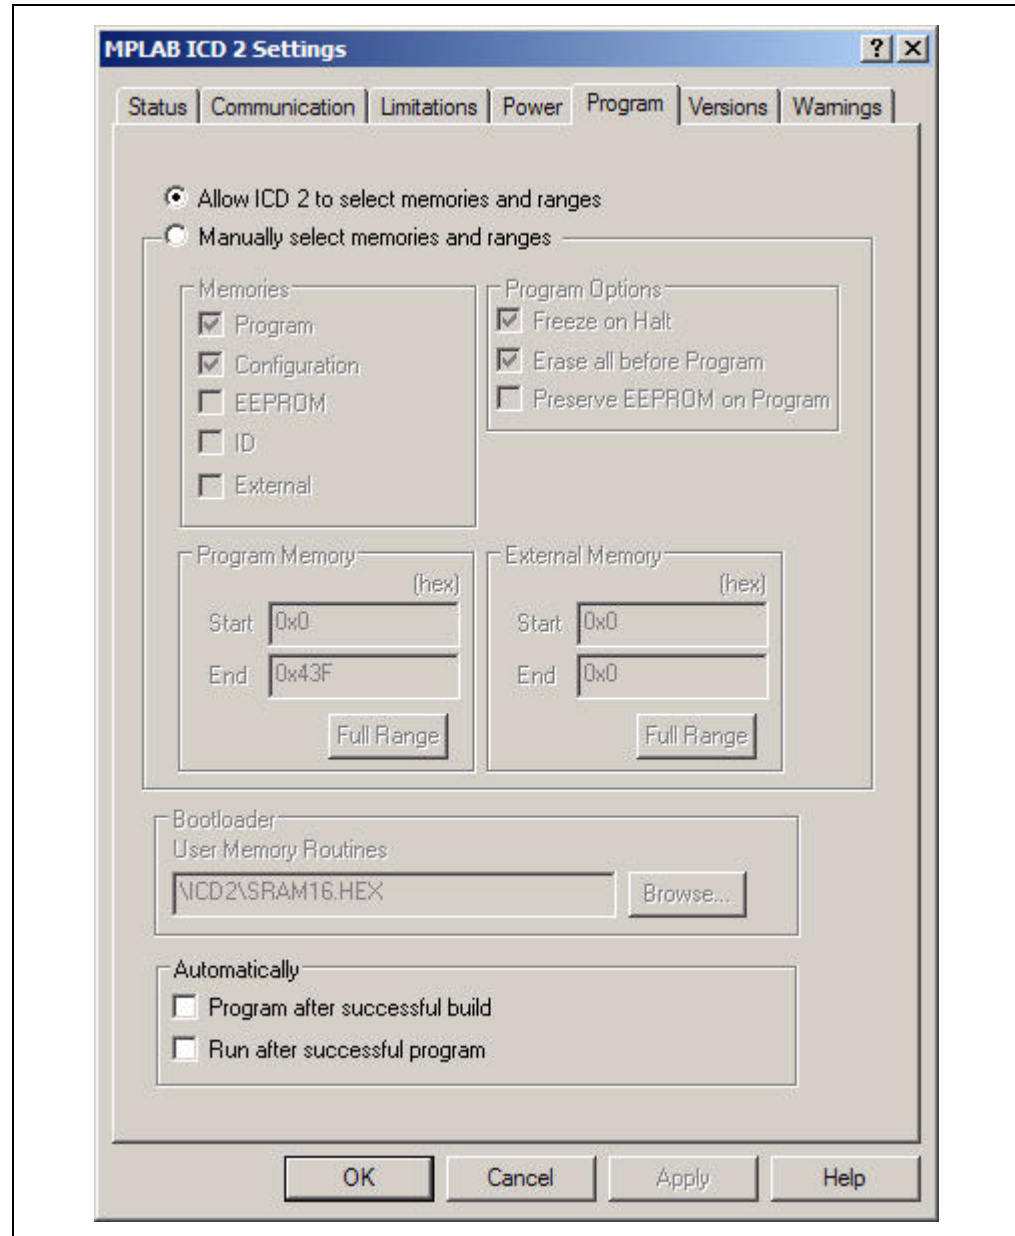 MPLAB ICD 2 Settings
Status Communication Limitations Power Program Versions Warnings
Allow ICD 2 to select memories and ranges
Manually select memories and ranges
Memories
Program
Configuration
EEPROM
ID
External
Program Options
Freeze on Halt
Erase all before Program
Preserve EEPROM on Program
Program Memory
(hex)
Start 0x0
End 0x43F
Full Range
External Memory
(hex)
Start 0x0
End 0x0
Full Range
Bootloader
User Memory Routines
\ICD2\SRAM16.HEX Browse...
Automatically
Program after successful build
Run after successful program
OK Cancel Apply Help